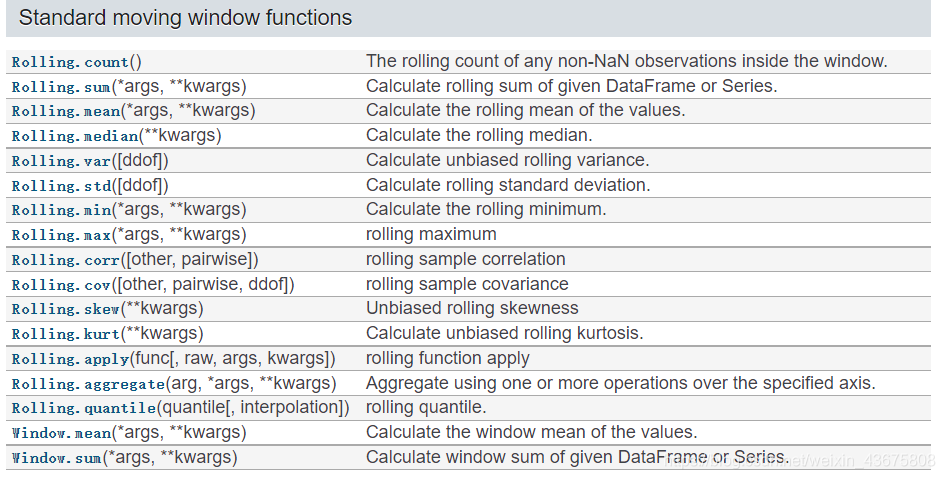 Standard moving window functions
Rolling.count() The rolling count of any non-NaN observations inside the window.
Rolling.sum(*args, **kwargs) Calculate rolling sum of given DataFrame or Series.
Rolling.mean(*args, **kwargs) Calculate the rolling mean of the values.
Rolling.median(**kwargs) Calculate the rolling median.
Rolling.var([ddof]) Calculate unbiased rolling variance.
Rolling.std([ddof]) Calculate rolling standard deviation.
Rolling.min(*args, **kwargs) Calculate the rolling minimum.
Rolling.max(*args, **kwargs) rolling maximum
Rolling.corr([other, pairwise]) rolling sample correlation
Rolling.cov([other, pairwise, ddof]) rolling sample covariance
Rolling.skew(**kwargs) Unbiased rolling skewness
Rolling.kurt(**kwargs) Calculate unbiased rolling kurtosis.
Rolling.apply(func[, raw, args, kwargs]) rolling function apply
Rolling.aggregate(arg, *args, **kwargs) Aggregate using one or more operations over the specified axis.
Rolling.quantile(quantile[, interpolation]) rolling quantile.
Window.mean(*args, **kwargs) Calculate the window mean of the values.
Window.sum(*args, **kwargs) Calculate window sum of given DataFrame or Series.
https://blog.csdn.net/weixin_43675808